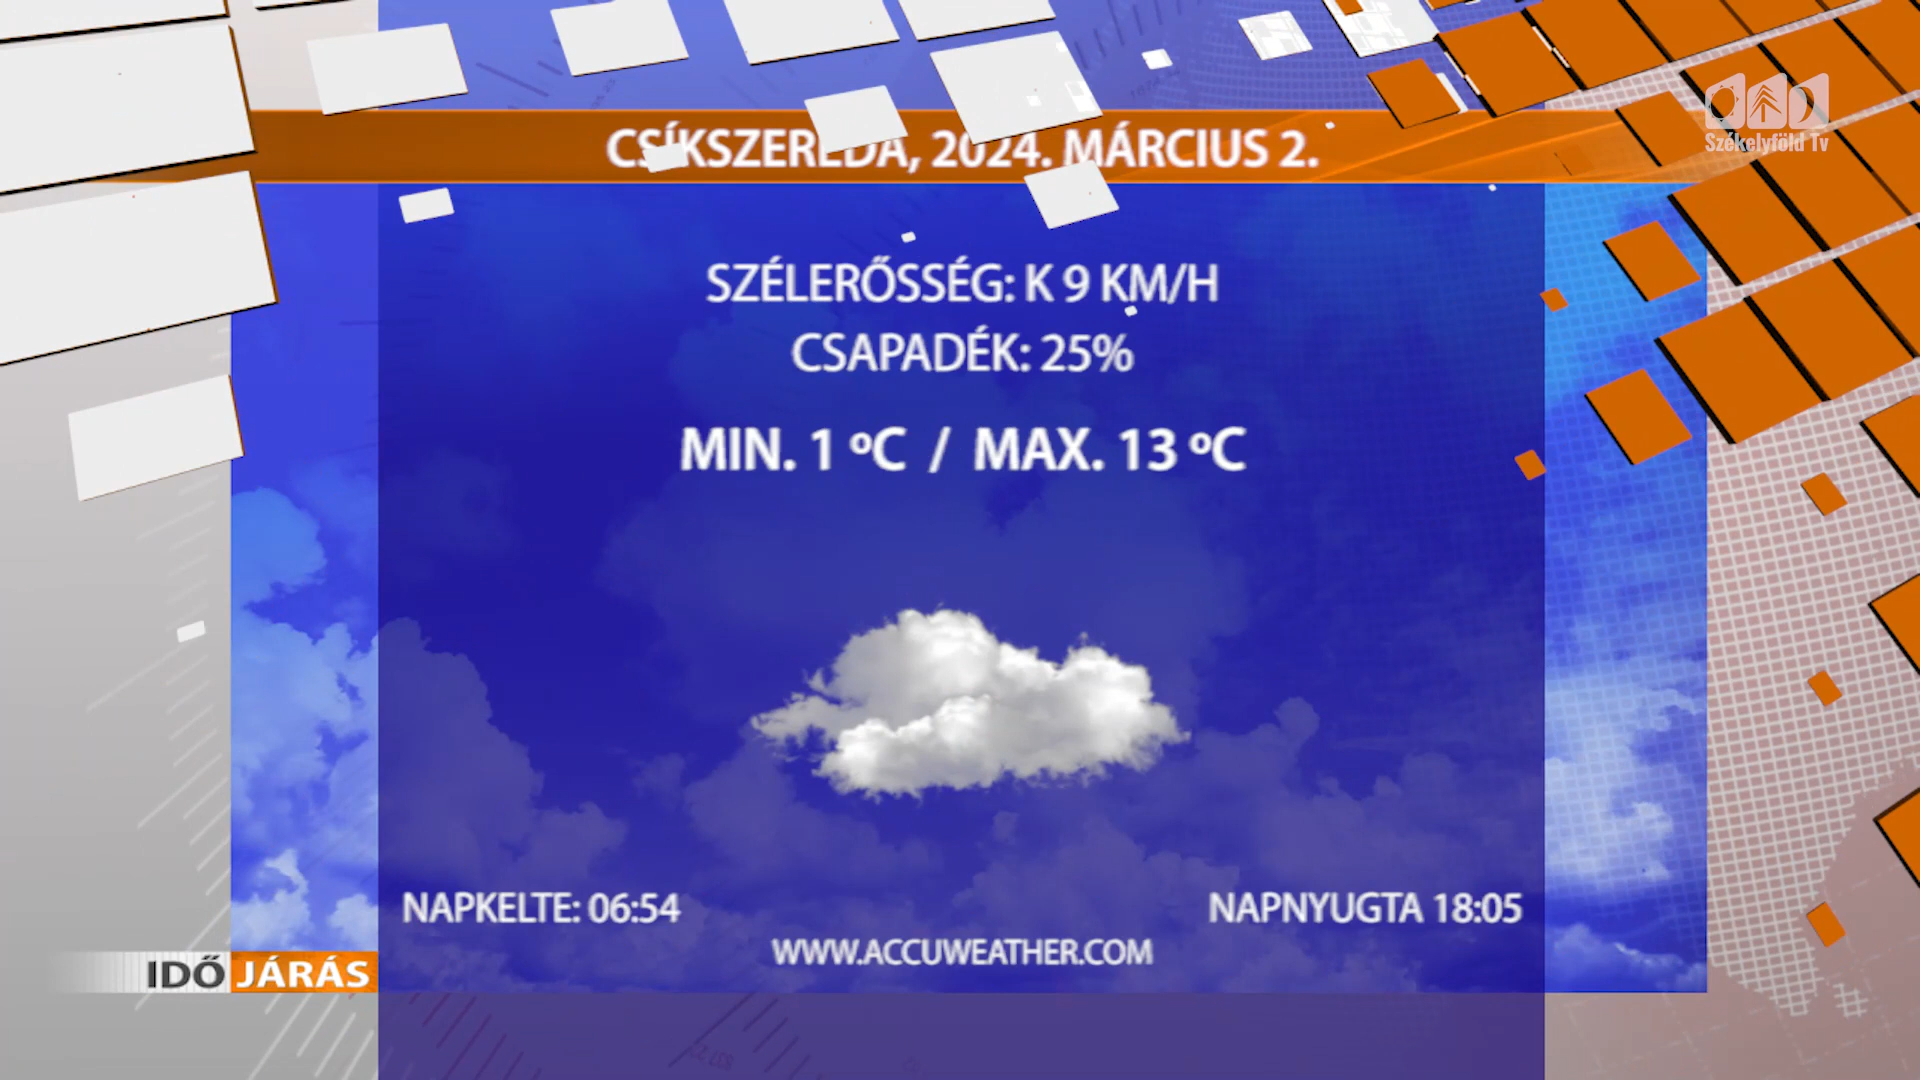 CSÍKSZEREDA, 2024. MÁRCIUS 2.
Székelyföld Tv
SZÉLERŐSSÉG: K 9 KM/H
CSAPADÉK: 25%
MIN. 1 ºC / MAX. 13 ºC
NAPKELTE: 06:54
NAPNYUGTA 18:05
WWW.ACCUWEATHER.COM
IDŐJÁRÁS